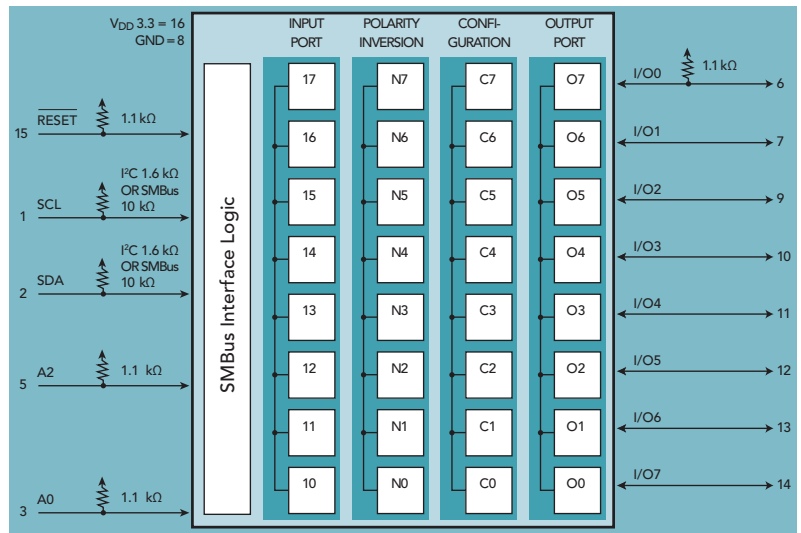 V_DD 3.3 = 16
GND = 8
INPUT
PORT
POLARITY
INVERSION
CONFI-
GURATION
OUTPUT
PORT
RESET
15
1.1 kΩ
I²C 1.6 kΩ
OR SMBus
10 kΩ
SCL
1
I²C 1.6 kΩ
OR SMBus
10 kΩ
SDA
2
A2
5
1.1 kΩ
A0
3
1.1 kΩ
SMBus Interface Logic
17
16
15
14
13
12
11
10
N7
N6
N5
N4
N3
N2
N1
N0
C7
C6
C5
C4
C3
C2
C1
C0
O7
O6
O5
O4
O3
O2
O1
O0
I/O0
1.1 kΩ
6
I/O1
7
I/O2
9
I/O3
10
I/O4
11
I/O5
12
I/O6
13
I/O7
14